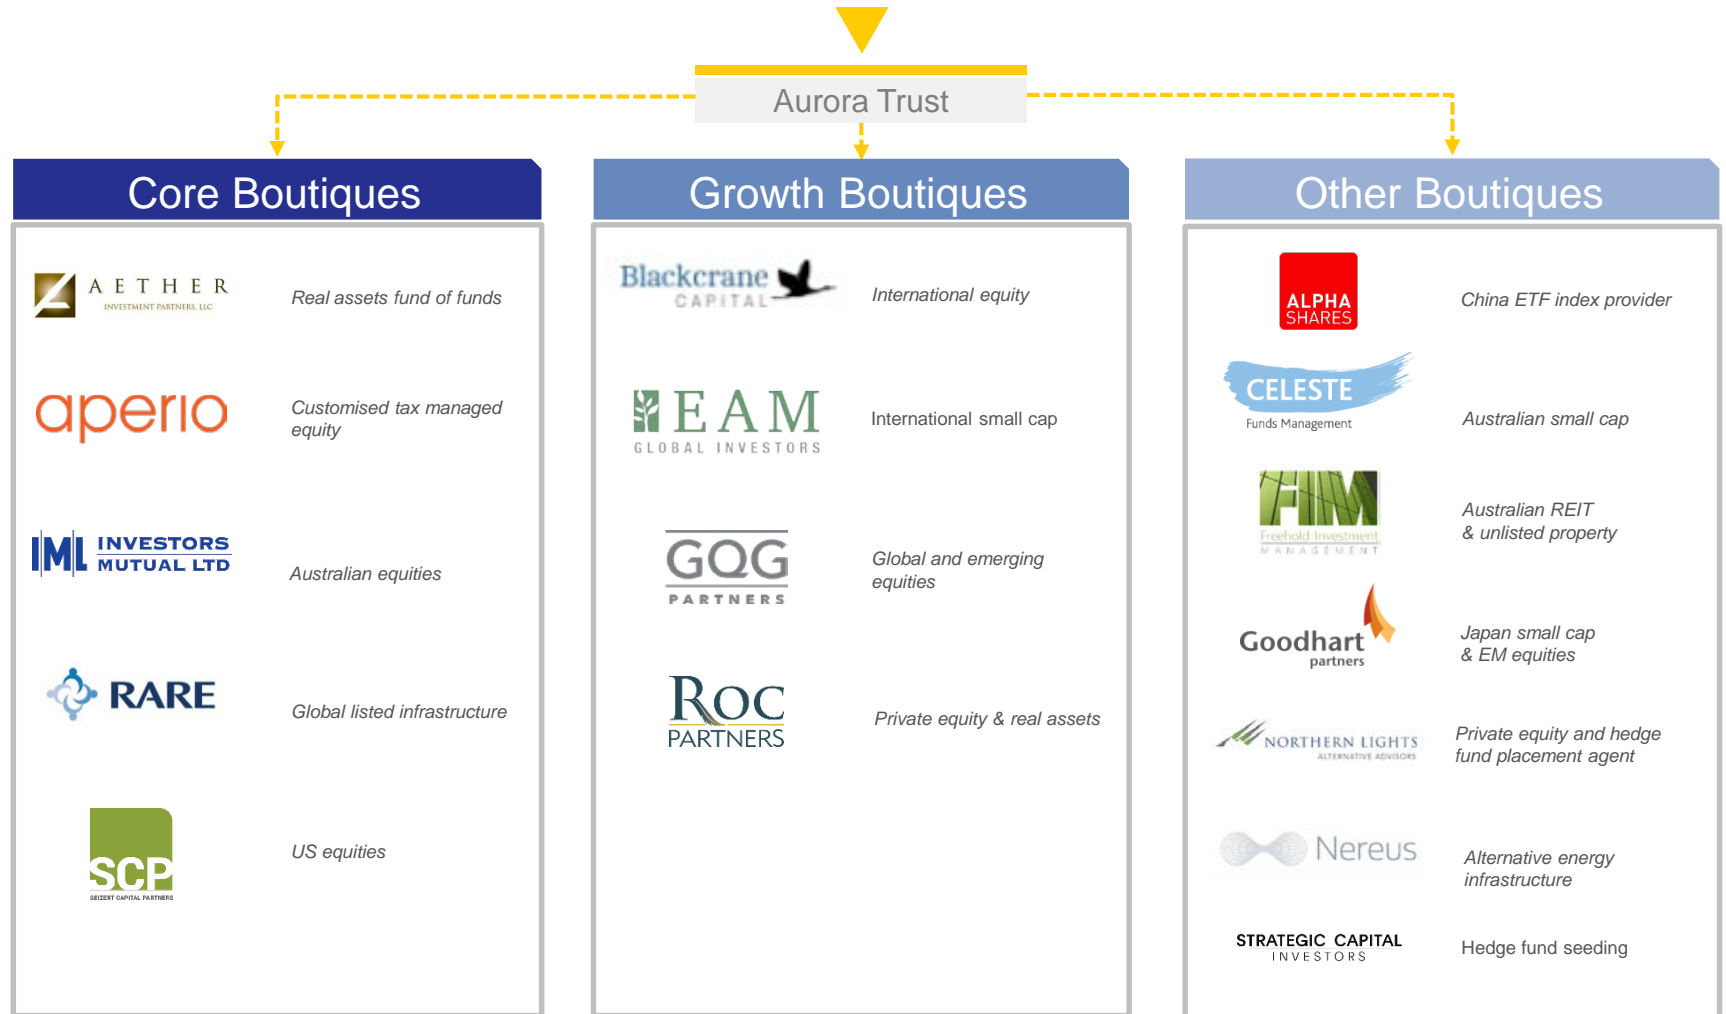 Aurora Trust
Core Boutiques
AETHER
INVESTMENT PARTNERS, LLC
Real assets fund of funds
aperio
Customised tax managed
equity
IML INVESTORS
MUTUAL LTD
Australian equities
RARE
Global listed infrastructure
SCP
SEIZERT CAPITAL PARTNERS
US equities
Growth Boutiques
Blackcrane
CAPITAL
International equity
EAM
GLOBAL INVESTORS
International small cap
GQG
PARTNERS
Global and emerging
equities
ROC
PARTNERS
Private equity & real assets
Other Boutiques
ALPHA
SHARES
China ETF index provider
CELESTE
Funds Management
Australian small cap
FIM
Freehold Investment
MANAGEMENT
Australian REIT
& unlisted property
Goodhart
partners
Japan small cap
& EM equities
NORTHERN LIGHTS
ALTERNATIVE ADVISORS
Private equity and hedge
fund placement agent
Nereus
Alternative energy
infrastructure
STRATEGIC CAPITAL
INVESTORS
Hedge fund seeding